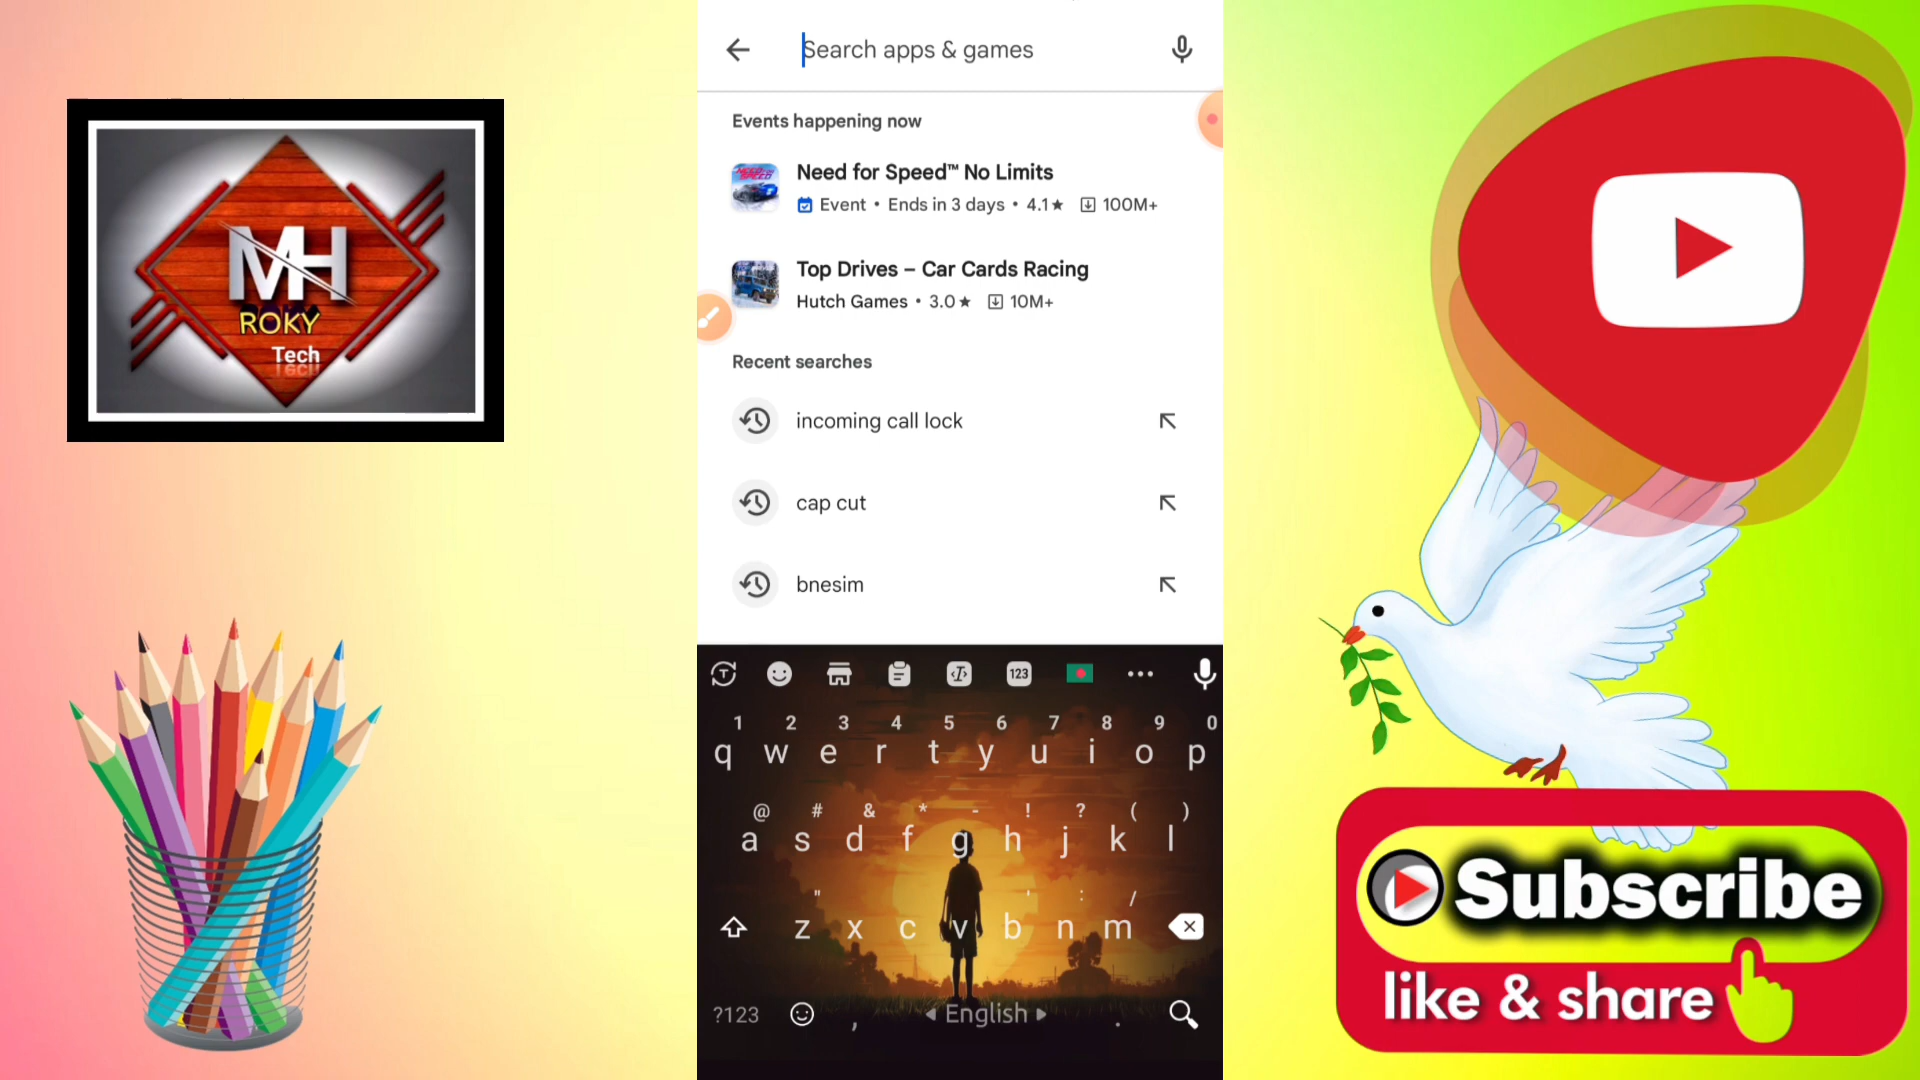 MH
ROKY
Tech
Search apps & games
Events happening now
Need for Speed™ No Limits
Event • Ends in 3 days • 4.1★ 100M+
Top Drives – Car Cards Racing
Hutch Games • 3.0★ 10M+
Recent searches
incoming call lock
cap cut
bnesim
123
1 2 3 4 5 6 7 8 9 0
q w e r t y u i o p
@ # & * - ! ? ( )
a s d f g h j k l
" ' : /
z x c v b n m
?123 , English .
Subscribe
like & share